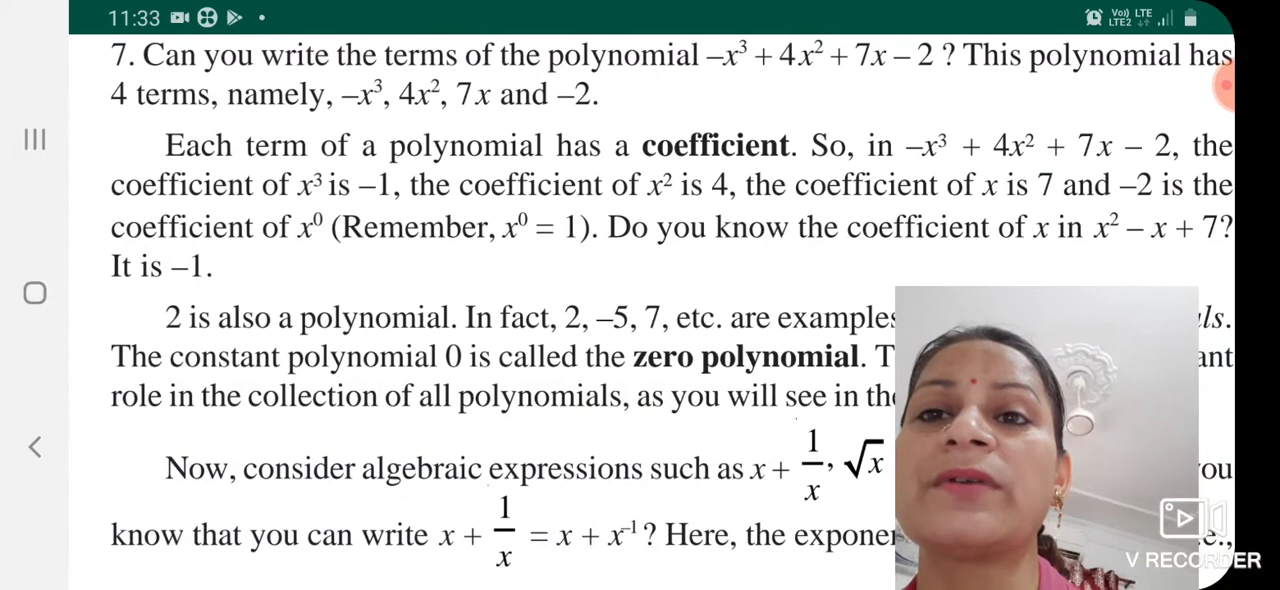 11:33 Vo)) LTE LTE2
7. Can you write the terms of the polynomial –x³ + 4x² + 7x – 2 ? This polynomial has
4 terms, namely, –x³, 4x², 7x and –2.
Each term of a polynomial has a coefficient. So, in –x³ + 4x² + 7x – 2, the
coefficient of x³ is –1, the coefficient of x² is 4, the coefficient of x is 7 and –2 is the
coefficient of x⁰ (Remember, x⁰ = 1). Do you know the coefficient of x in x² – x + 7?
It is –1.
2 is also a polynomial. In fact, 2, –5, 7, etc. are examples ls.
The constant polynomial 0 is called the zero polynomial. T ant
role in the collection of all polynomials, as you will see in the
Now, consider algebraic expressions such as x + 1/x, √x you
know that you can write x + 1/x = x + x⁻¹? Here, the expone .e.,
V RECORDER